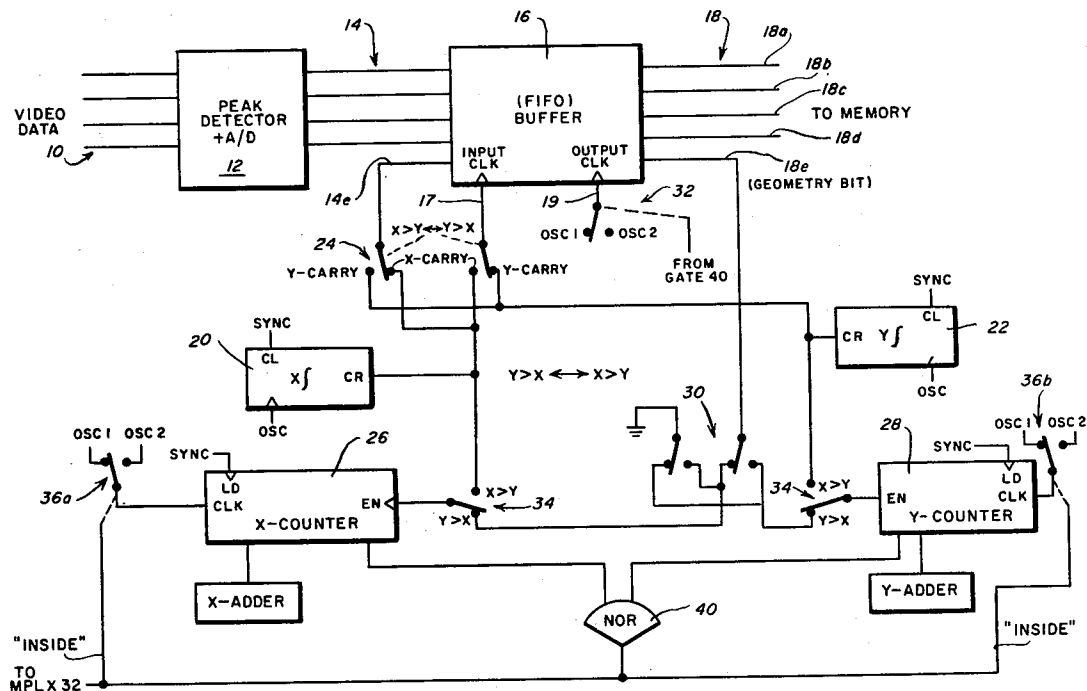 14
16
18
18a
18b
18c
TO MEMORY
18d
18e
(GEOMETRY BIT)
VIDEO
DATA
10
PEAK
DETECTOR
+A/D
12
(FIFO)
BUFFER
INPUT
CLK
OUTPUT
CLK
14e
17
19
32
OSC 1
OSC 2
FROM
GATE 40
X>Y↔Y>X
24
X-CARRY
Y-CARRY
Y-CARRY
20
SYNC
CL
X∫
CR
OSC
Y>X ↔ X>Y
SYNC
CL
CR
Y∫
22
OSC
30
36b
OSC 1
OSC 2
OSC 1
OSC 2
36a
SYNC
26
LD
CLK
EN
X-COUNTER
X>Y
34
Y>X
34
X>Y
Y>X
SYNC
28
LD
EN
CLK
Y-COUNTER
X-ADDER
Y-ADDER
NOR
40
"INSIDE"
"INSIDE"
TO
MPLX 32